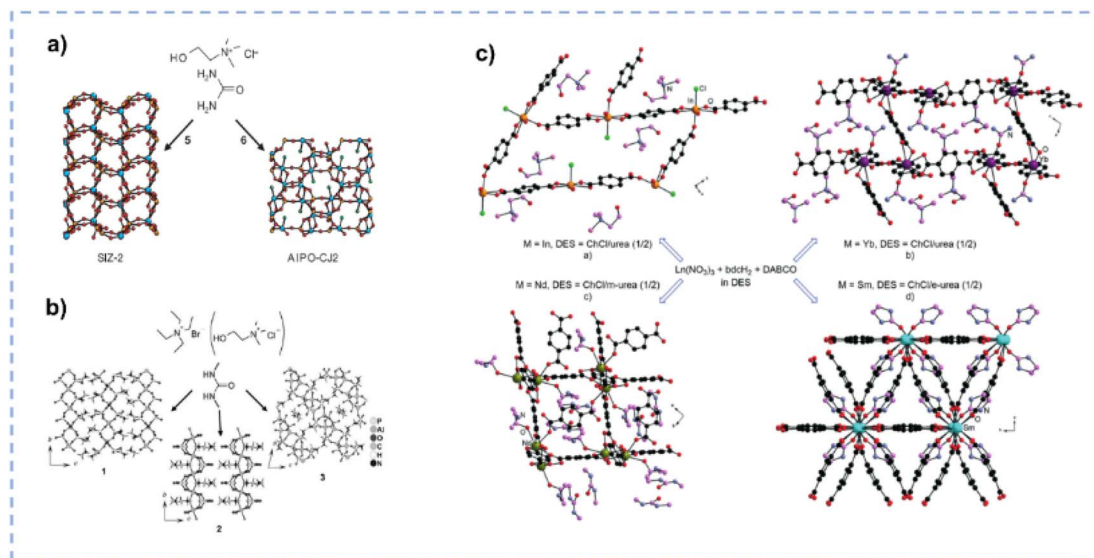 a)
HO
N⁺
Cl⁻
H₂N
O
H₂N
5
6
SIZ-2
AlPO-CJ2
b)
N⁺
Br⁻
HO
N⁺
Cl⁻
HN
O
HN
P
Al
O
C
H
N
1
2
3
c)
Cl
In
O
N
N
O
Yb
M = In, DES = ChCl/urea (1/2)
a)
M = Yb, DES = ChCl/urea (1/2)
b)
Ln(NO₃)₃ + bdcH₂ + DABCO
in DES
M = Nd, DES = ChCl/m-urea (1/2)
c)
M = Sm, DES = ChCl/e-urea (1/2)
d)
N
O
Nd
N
O
Sm